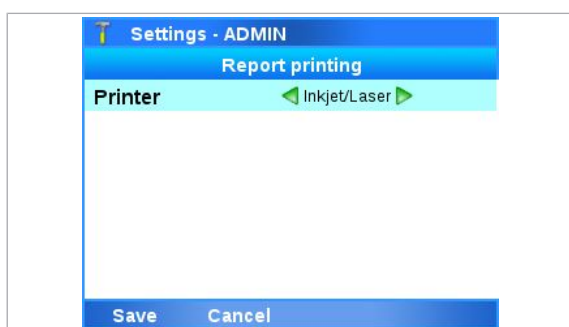 Settings - ADMIN
Report printing
Printer Inkjet/Laser
Save Cancel